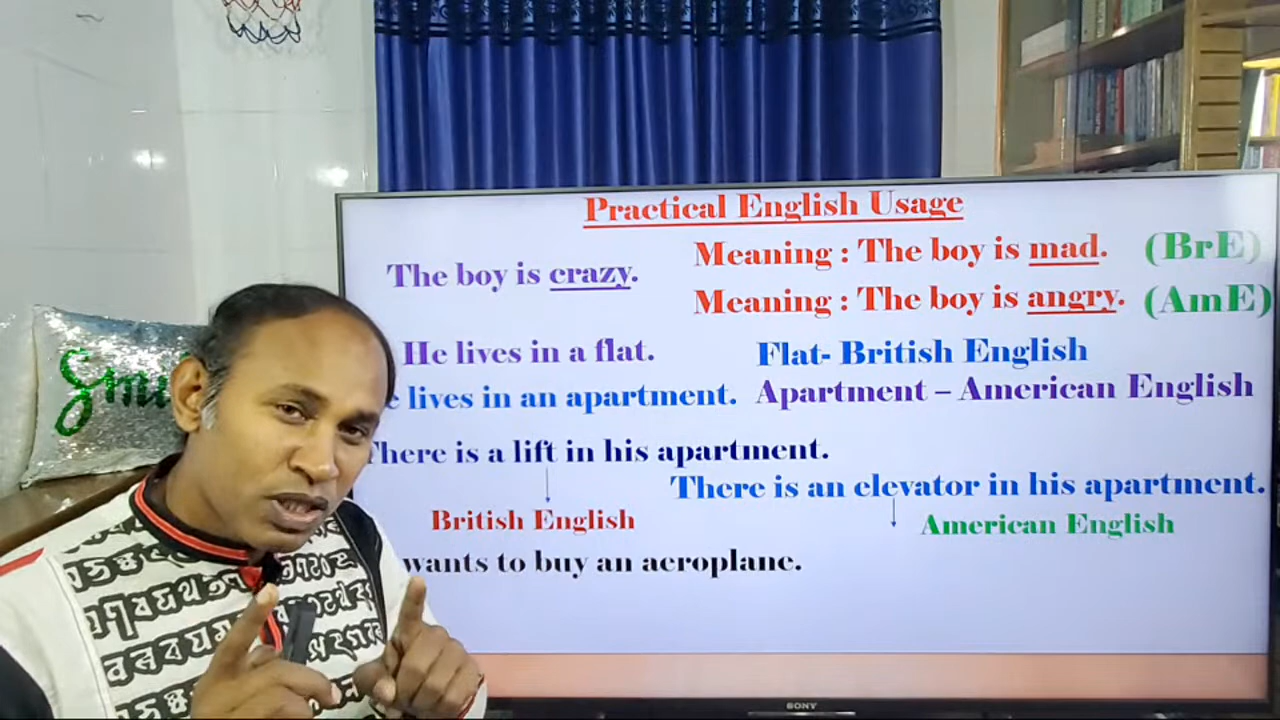 Practical English Usage
The boy is crazy.
Meaning : The boy is mad. (BrE)
Meaning : The boy is angry. (AmE)
He lives in a flat. Flat- British English
lives in an apartment. Apartment – American English
There is a lift in his apartment.
There is an elevator in his apartment.
British English
American English
wants to buy an aeroplane.
SONY